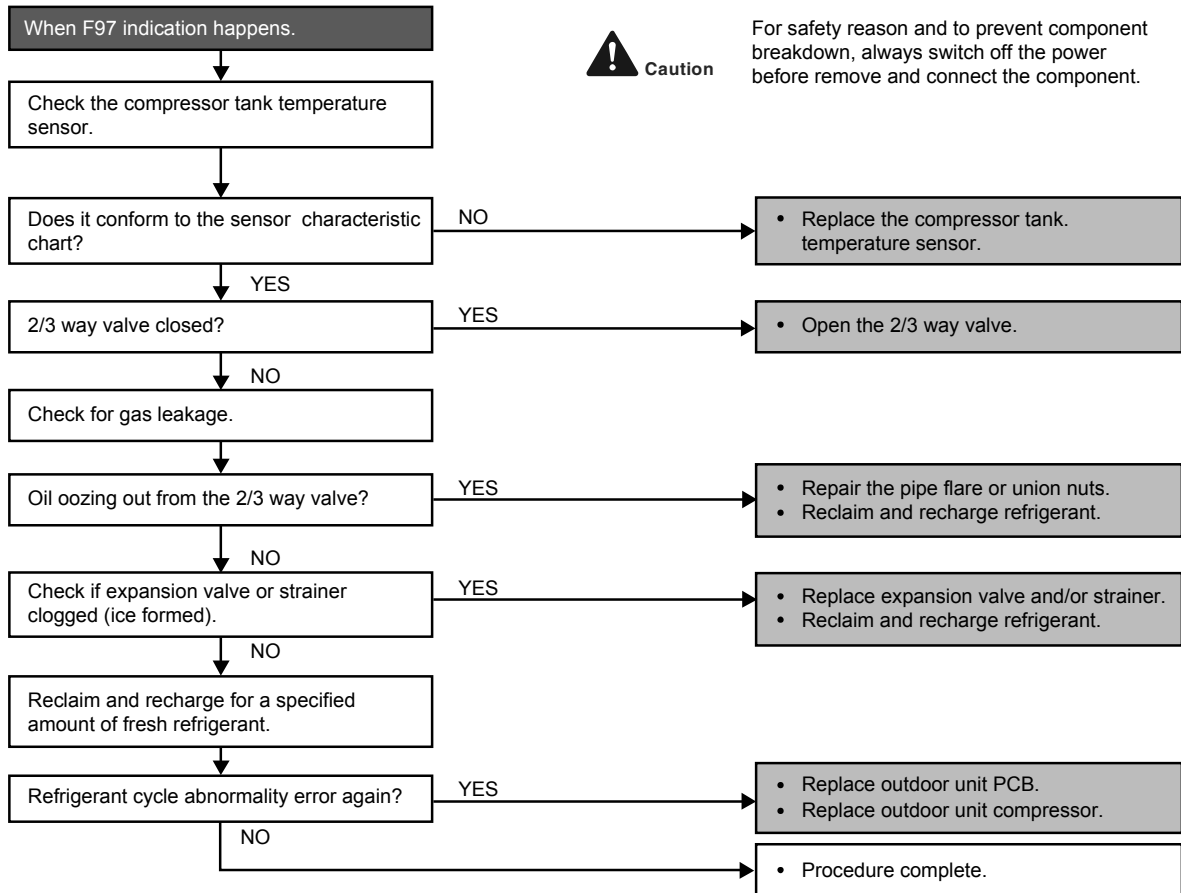 When F97 indication happens.
Caution
For safety reason and to prevent component
breakdown, always switch off the power
before remove and connect the component.
Check the compressor tank temperature
sensor.
Does it conform to the sensor characteristic
chart?
NO
• Replace the compressor tank.
temperature sensor.
YES
2/3 way valve closed?
YES
• Open the 2/3 way valve.
NO
Check for gas leakage.
Oil oozing out from the 2/3 way valve?
YES
• Repair the pipe flare or union nuts.
• Reclaim and recharge refrigerant.
NO
Check if expansion valve or strainer
clogged (ice formed).
YES
• Replace expansion valve and/or strainer.
• Reclaim and recharge refrigerant.
NO
Reclaim and recharge for a specified
amount of fresh refrigerant.
Refrigerant cycle abnormality error again?
YES
• Replace outdoor unit PCB.
• Replace outdoor unit compressor.
NO
• Procedure complete.